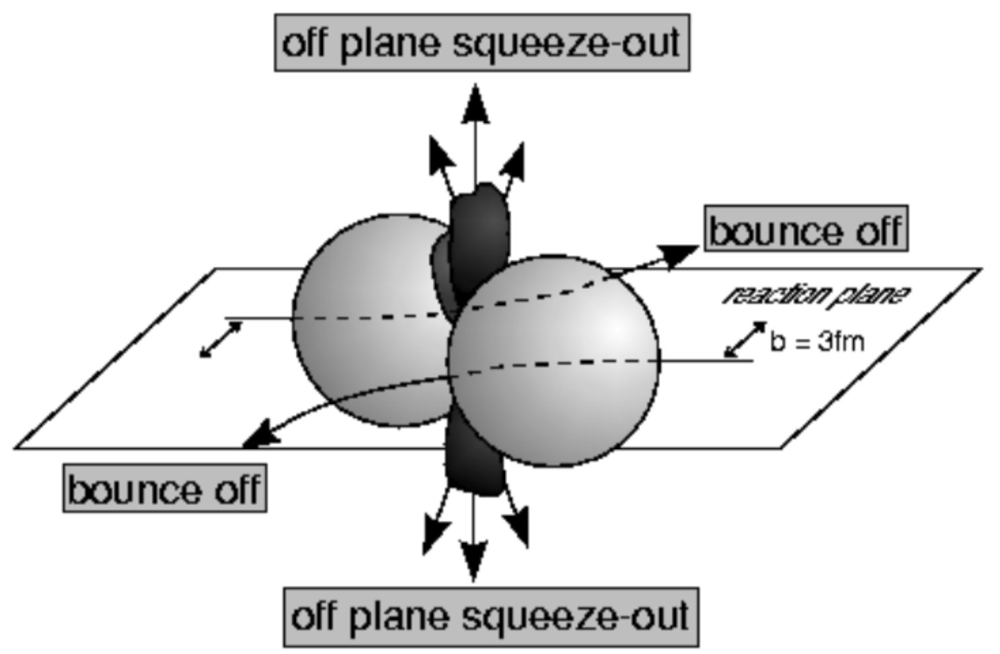 off plane squeeze-out
bounce off
reaction plane
b = 3fm
bounce off
off plane squeeze-out